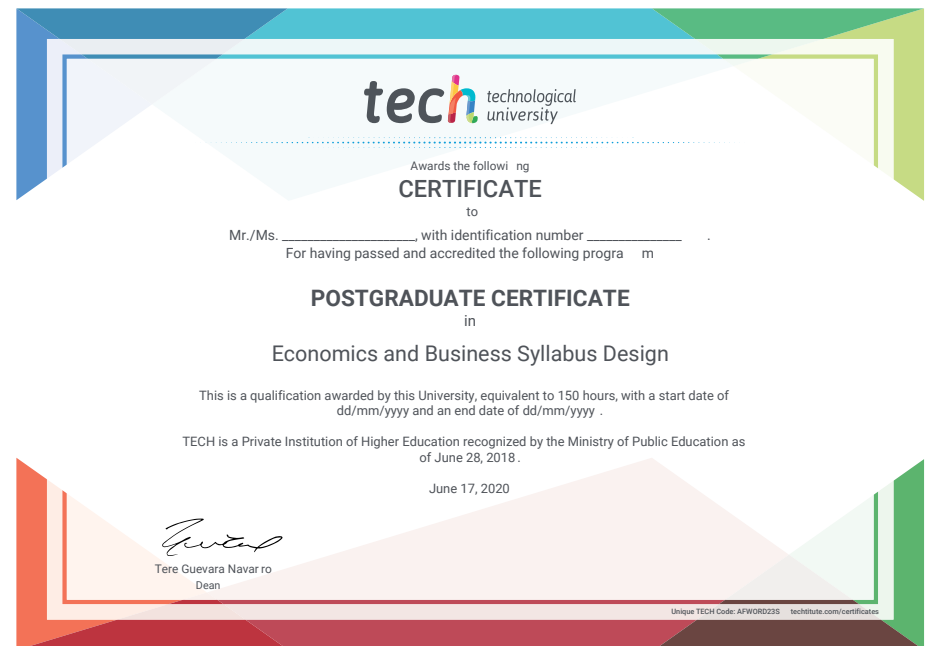 tech technological
university
Awards the followi ng
CERTIFICATE
to
Mr./Ms. ____________________, with identification number ______________ .
For having passed and accredited the following progra m
POSTGRADUATE CERTIFICATE
in
Economics and Business Syllabus Design
This is a qualification awarded by this University, equivalent to 150 hours, with a start date of
dd/mm/yyyy and an end date of dd/mm/yyyy .
TECH is a Private Institution of Higher Education recognized by the Ministry of Public Education as
of June 28, 2018 .
June 17, 2020
Tere Guevara Navar ro
Dean
Unique TECH Code: AFWORD23S techtitute.com/certificates